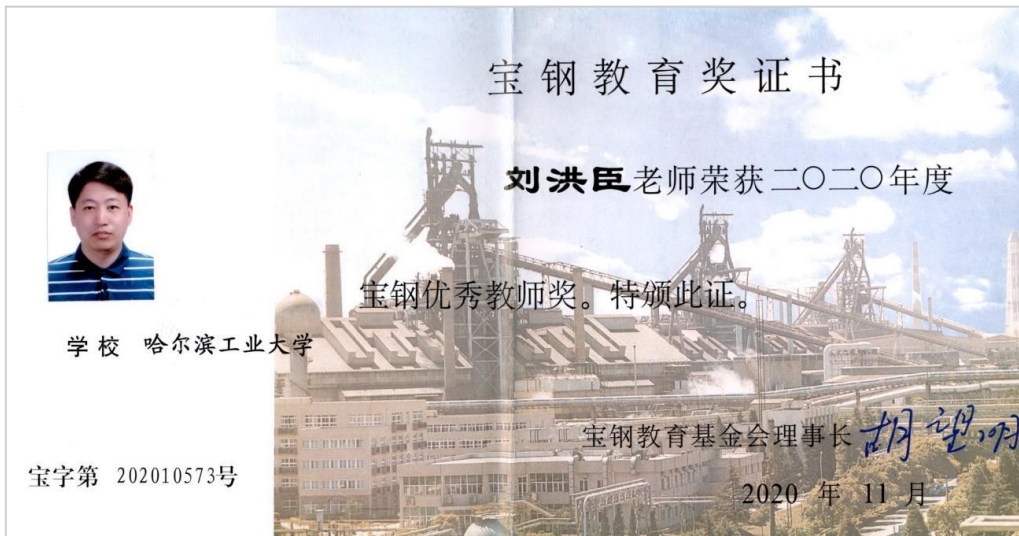 宝钢教育奖证书
刘洪臣老师荣获二〇二〇年度
宝钢优秀教师奖。特颁此证。
学校 哈尔滨工业大学
宝钢教育基金会理事长 胡望明
宝字第 202010573号
2020 年 11 月